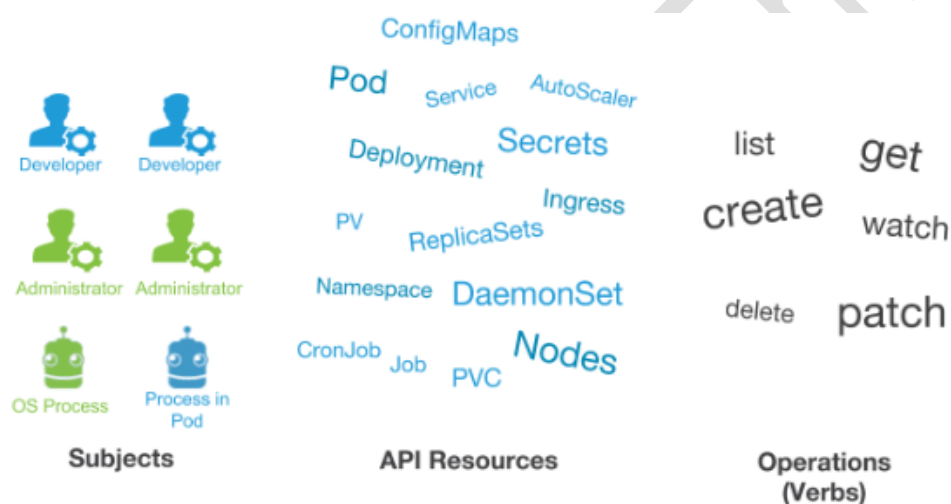 ConfigMaps
Pod
Service
AutoScaler
Developer
Developer
Deployment
Secrets
list
get
Ingress
create
watch
PV
ReplicaSets
Administrator
Administrator
Namespace
DaemonSet
delete
patch
CronJob
Job
PVC
Nodes
OS Process
Process in
Pod
Subjects
API Resources
Operations
(Verbs)